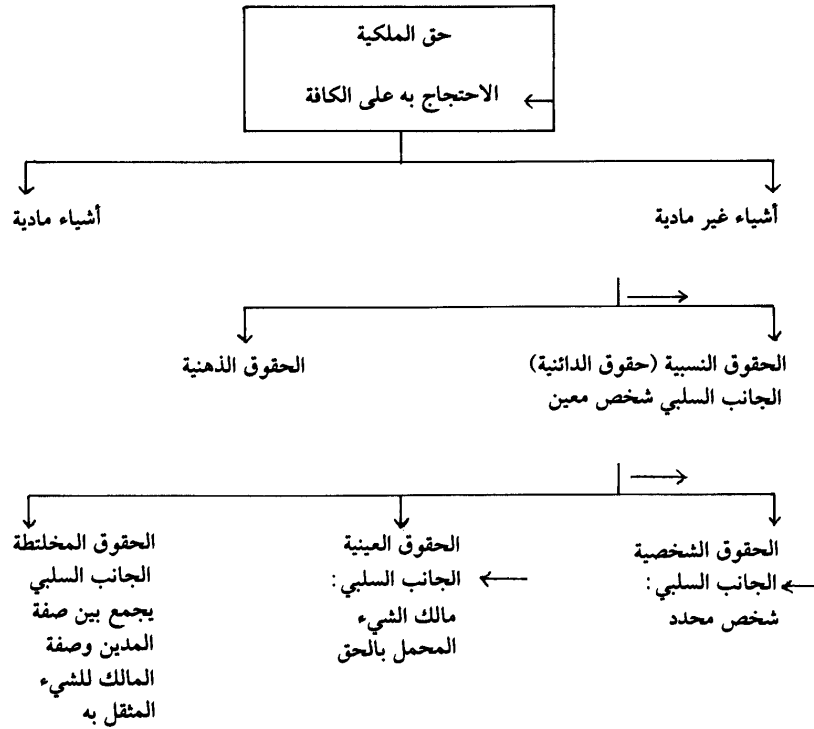 حق الملكية
الاحتجاج به على الكافة
أشياء غير مادية
أشياء مادية
الحقوق النسبية (حقوق الدائنية)
الجانب السلبي شخص معين
الحقوق الذهنية
الحقوق الشخصية
الجانب السلبي :
شخص محدد
الحقوق العينية
الجانب السلبي :
مالك الشيء
المحمل بالحق
الحقوق المخلتطة
الجانب السلبي
يجمع بين صفة
المدين وصفة
المالك للشيء
المثقل به